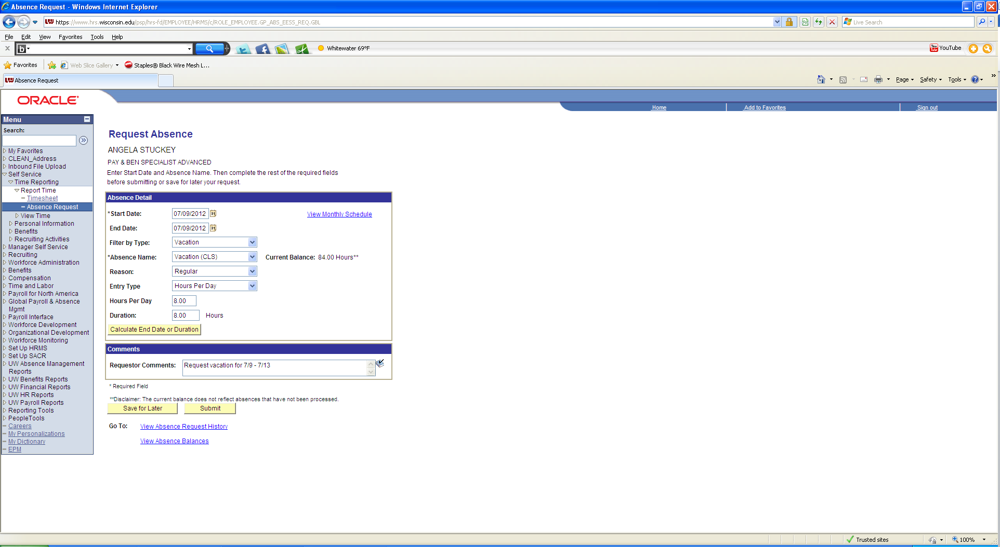 Absence Request - Windows Internet Explorer
https://www.hrs.wisconsin.edu/psp/hrs-fd/EMPLOYEE/HRMS/c/ROLE_EMPLOYEE.GP_ABS_EESS_REQ.GBL
Live Search
File Edit View Favorites Tools Help
x b Whitewater 69°F You Tube YouTube
Favorites Web Slice Gallery Staples® Black Wire Mesh L...
Absence Request
Page Safety Tools
ORACLE
Home Add to Favorites Sign out
Menu
Search:
My Favorites
CLEAN_Address
Inbound File Upload
Self Service
Time Reporting
Report Time
Timesheet
Absence Request
View Time
Personal Information
Benefits
Recruiting Activities
Manager Self Service
Recruiting
Workforce Administration
Benefits
Compensation
Time and Labor
Payroll for North America
Global Payroll & Absence
Mgmt
Payroll Interface
Workforce Development
Organizational Development
Workforce Monitoring
Set Up HRMS
Set Up SACR
UW Absence Management
Reports
UW Benefits Reports
UW Financial Reports
UW HR Reports
UW Payroll Reports
Reporting Tools
PeopleTools
Careers
My Personalizations
My Dictionary
EPM
Request Absence
ANGELA STUCKEY
PAY & BEN SPECIALIST ADVANCED
Enter Start Date and Absence Name. Then complete the rest of the required fields
before submitting or save for later your request.
Absence Detail
*Start Date: 07/09/2012 31 View Monthly Schedule
End Date: 07/09/2012 31
Filter by Type: Vacation
*Absence Name: Vacation (CLS) Current Balance: 84.00 Hours**
Reason: Regular
Entry Type Hours Per Day
Hours Per Day 8.00
Duration: 8.00 Hours
Calculate End Date or Duration
Comments
Requestor Comments: Request vacation for 7/9 - 7/13
* Required Field
**Disclaimer: The current balance does not reflect absences that have not been processed.
Save for Later Submit
Go To: View Absence Request History
View Absence Balances
Trusted sites 100%